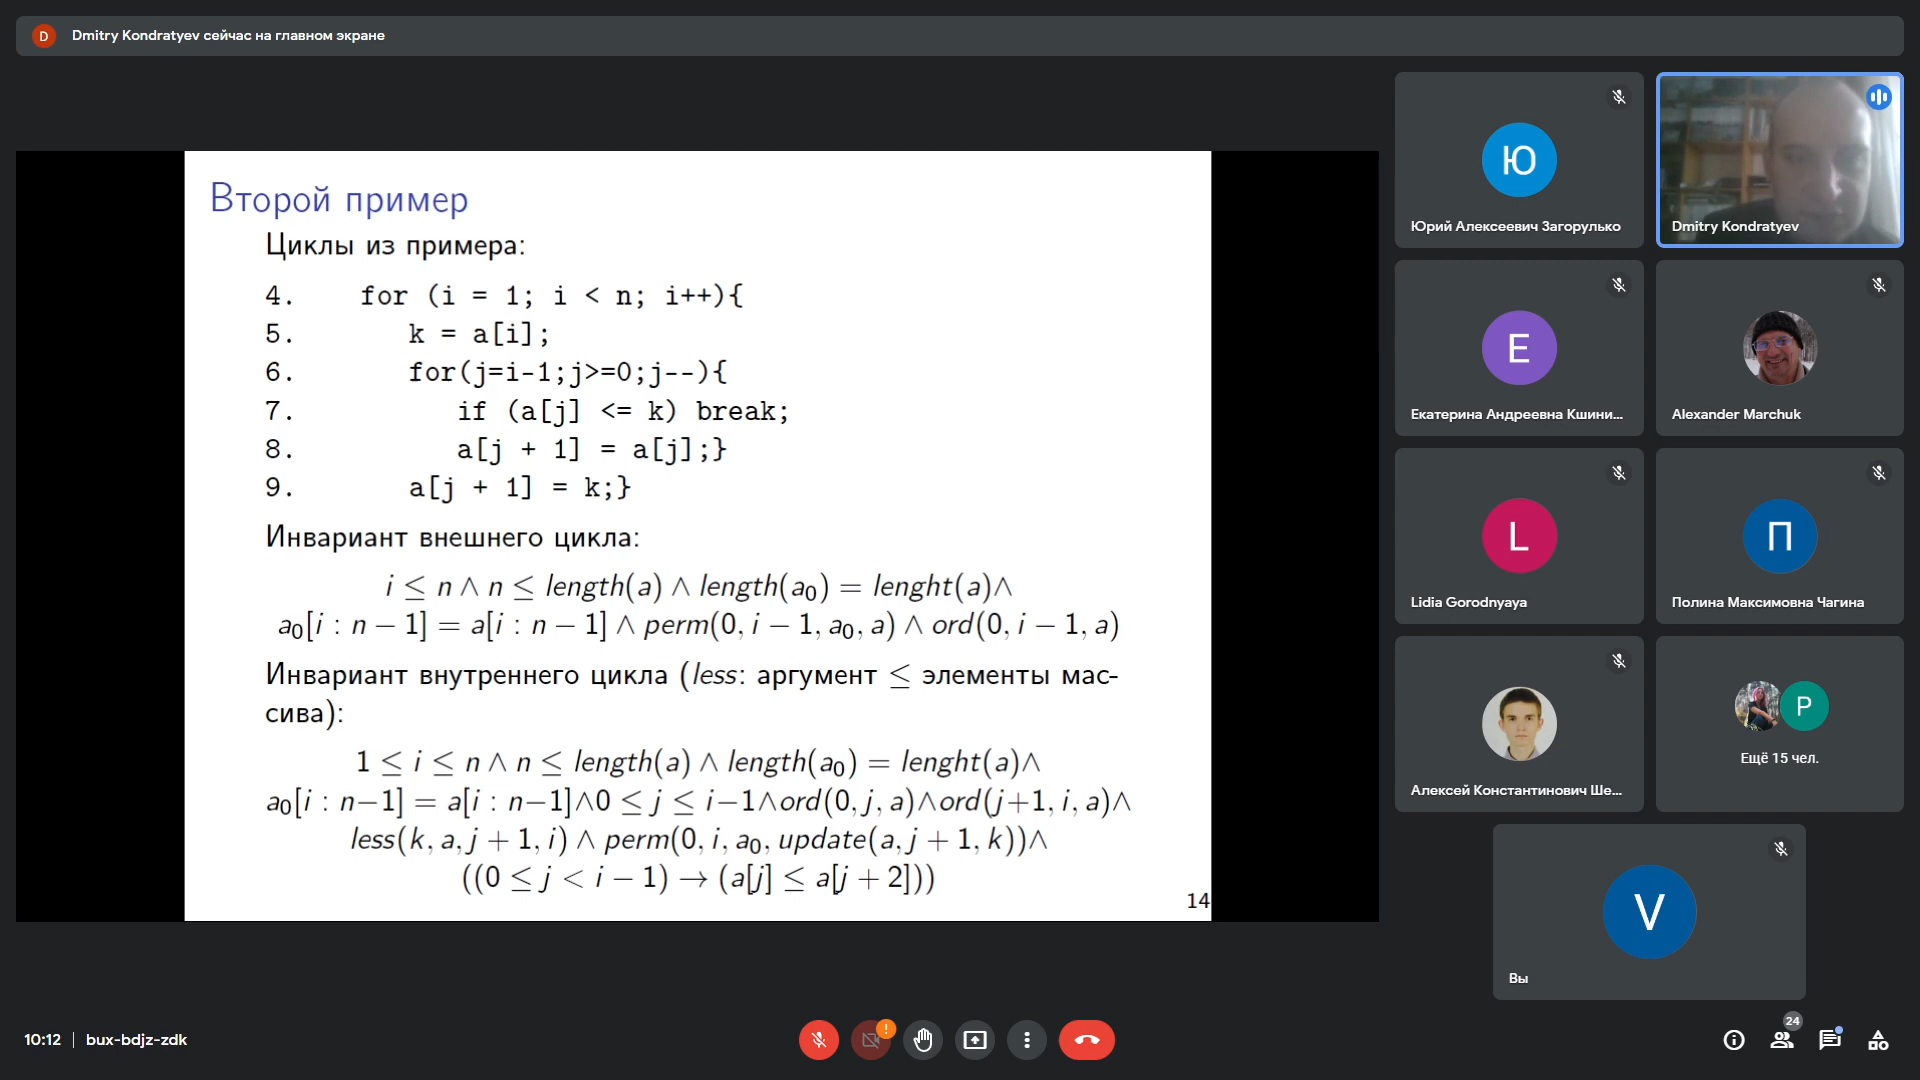 D Dmitry Kondratyev сейчас на главном экране
Второй пример
Циклы из примера:
4. for (i = 1; i < n; i++){
5. k = a[i];
6. for(j=i-1;j>=0;j--){
7. if (a[j] <= k) break;
8. a[j + 1] = a[j];}
9. a[j + 1] = k;}
Инвариант внешнего цикла:
i ≤ n ∧ n ≤ length(a) ∧ length(a₀) = lenght(a)∧
a₀[i : n − 1] = a[i : n − 1] ∧ perm(0, i − 1, a₀, a) ∧ ord(0, i − 1, a)
Инвариант внутреннего цикла (less: аргумент ≤ элементы мас-
сива):
1 ≤ i ≤ n ∧ n ≤ length(a) ∧ length(a₀) = lenght(a)∧
a₀[i : n−1] = a[i : n−1]∧0 ≤ j ≤ i−1∧ord(0, j, a)∧ord(j+1, i, a)∧
less(k, a, j + 1, i) ∧ perm(0, i, a₀, update(a, j + 1, k))∧
((0 ≤ j < i − 1) → (a[j] ≤ a[j + 2]))
14
Ю
Юрий Алексеевич Загорулько
Dmitry Kondratyev
E
Екатерина Андреевна Кшини...
Alexander Marchuk
L
Lidia Gorodnyaya
П
Полина Максимовна Чагина
Алексей Константинович Ше...
P
Ещё 15 чел.
V
Вы
10:12 | bux-bdjz-zdk
!
24